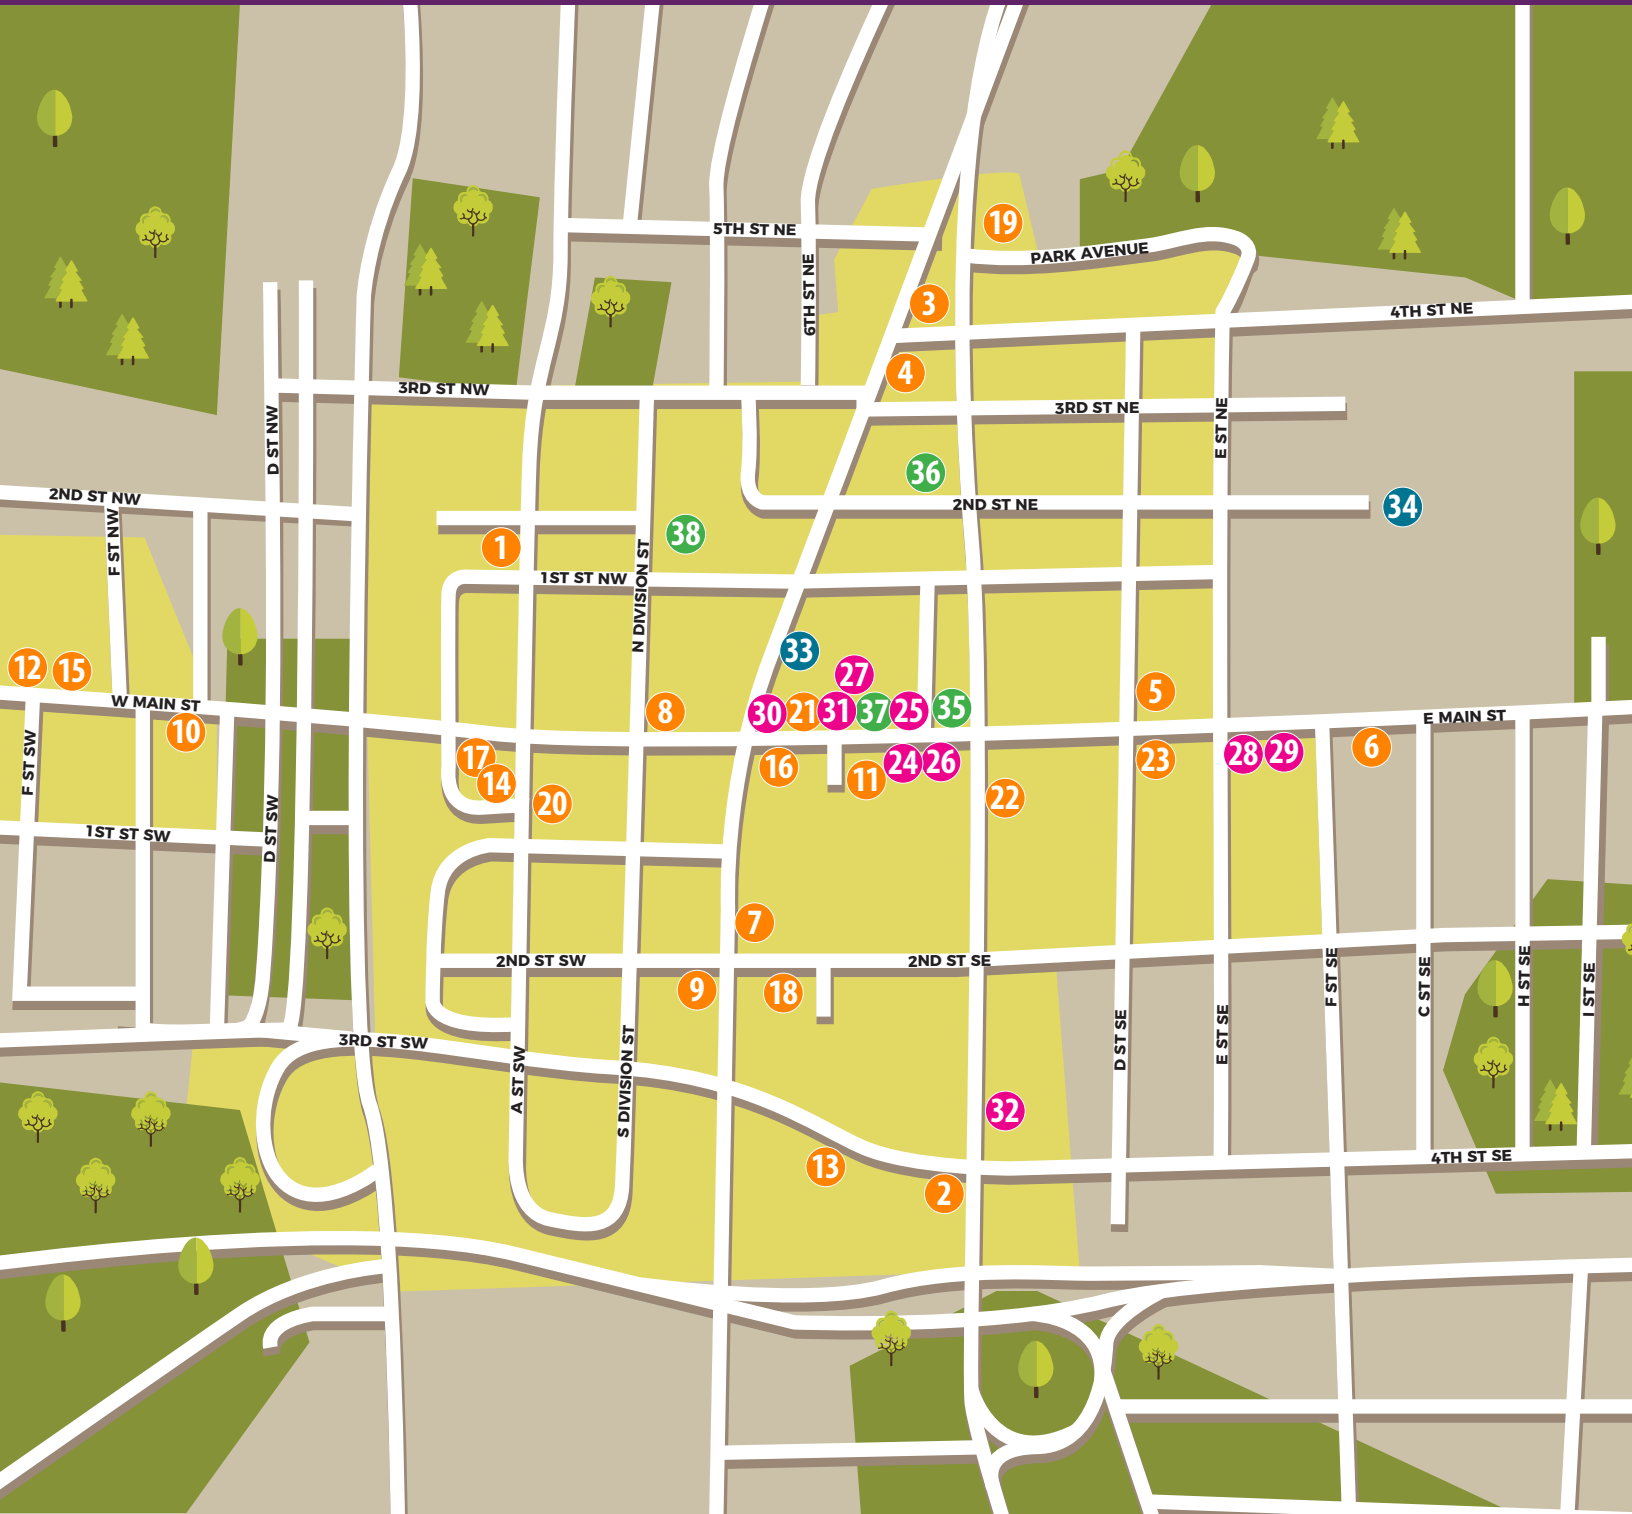 19
5TH ST NE
PARK AVENUE
6TH ST NE
3
4TH ST NE
4
3RD ST NW
3RD ST NE
D ST NW
E ST NE
36
2ND ST NW
2ND ST NE
34
F ST NW
38
1
1ST ST NW
N DIVISION ST
33
12
15
27
5
W MAIN ST
8
30
21
31
37
25
35
E MAIN ST
10
F ST SW
17
14
20
16
11
24
26
23
28
29
6
22
1ST ST SW
D ST SW
7
2ND ST SW
2ND ST SE
9
18
F ST SE
C ST SE
H ST SE
I ST SE
3RD ST SW
D ST SE
E ST SE
A ST SW
S DIVISION ST
32
13
2
4TH ST SE